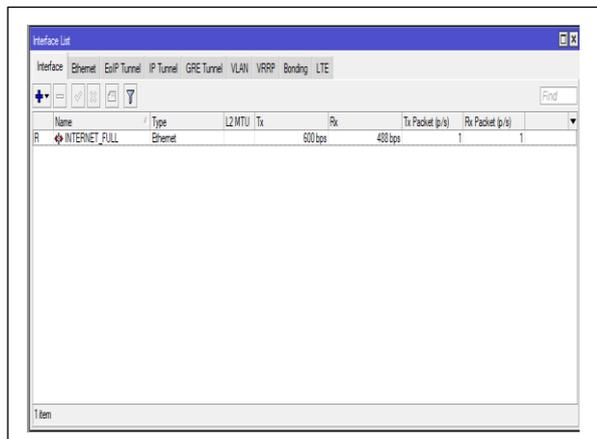 Interface List
Interface Ethernet EoIP Tunnel IP Tunnel GRE Tunnel VLAN VRRP Bonding LTE
Find
Name Type L2 MTU Tx Rx Tx Packet (p/s) Rx Packet (p/s)
R INTERNET_FULL Ethernet 600 bps 488 bps 1 1
1 item